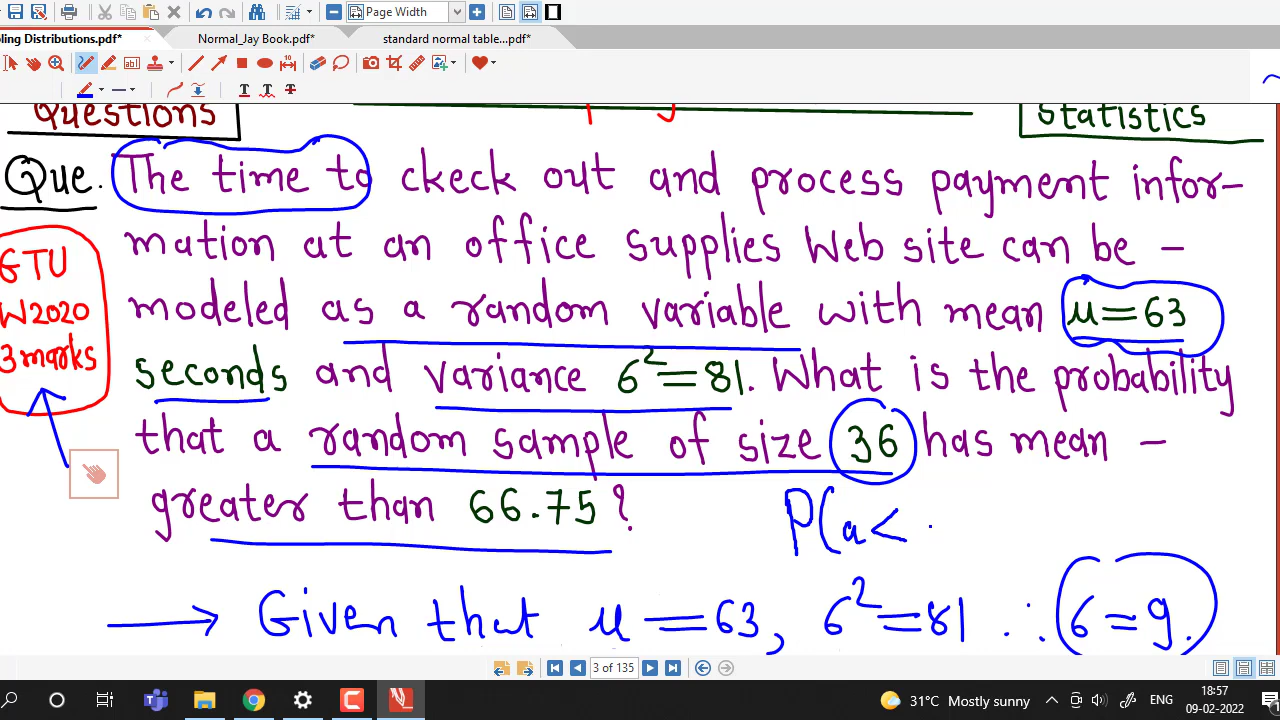 Page Width
ling Distributions.pdf*
Normal_Jay Book.pdf*
standard normal table...pdf*
Questions
Statistics
Que. The time to ckeck out and process payment infor-
mation at an office supplies Web site can be -
modeled as a random variable with mean μ=63
seconds and variance 6²=81. What is the probability
that a random sample of size 36 has mean -
greater than 66.75?
GTU
W2020
3 marks
P(a<
→ Given that μ=63, 6²=81 ∴ 6=9.
3 of 135
31°C Mostly sunny
ENG
18:57
09-02-2022